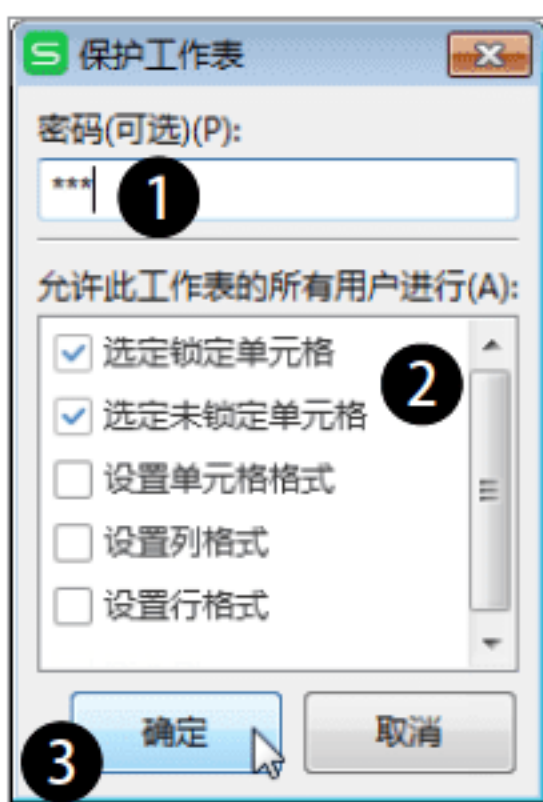 S 保护工作表
密码(可选)(P):
***
1
允许此工作表的所有用户进行(A):
选定锁定单元格
2
选定未锁定单元格
设置单元格格式
设置列格式
设置行格式
3 确定 取消